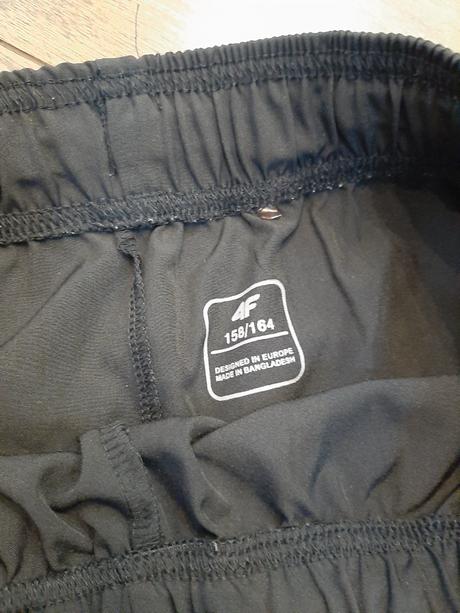 4F
158/164
DESIGNED IN EUROPE
MADE IN BANGLADESH